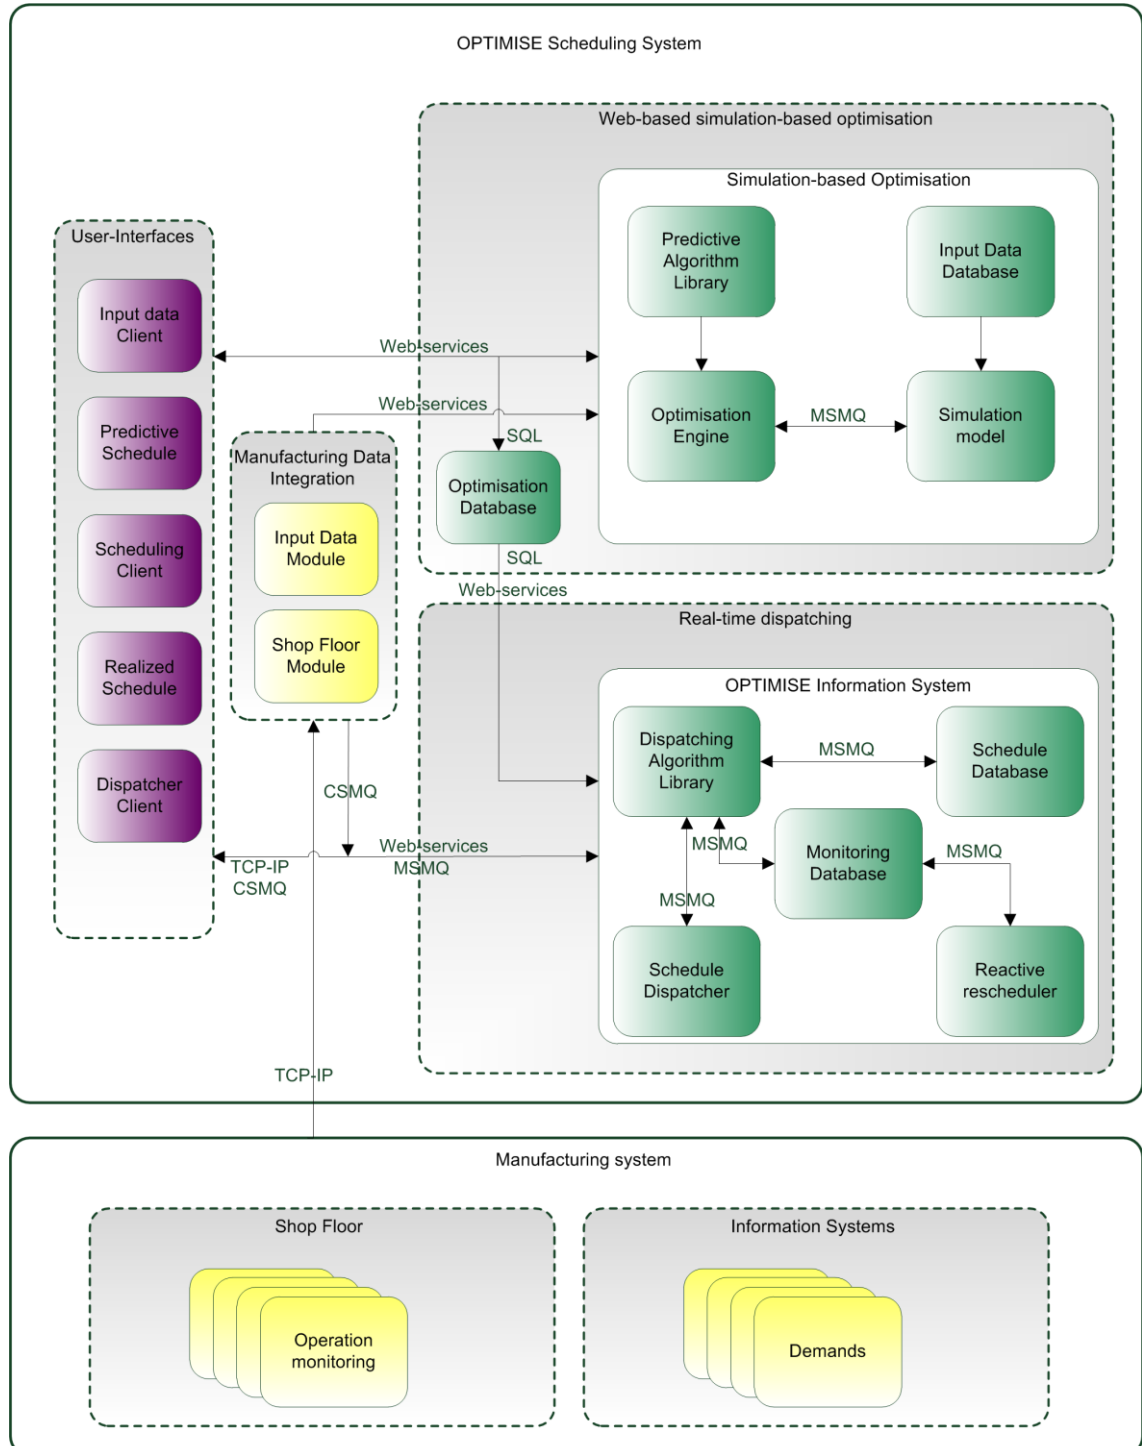 OPTIMISE Scheduling System
Web-based simulation-based optimisation
Simulation-based Optimisation
User-Interfaces
Predictive
Algorithm
Library
Input Data
Database
Input data
Client
Web-services
Web-services
Optimisation
Engine
MSMQ
Simulation
model
Predictive
Schedule
SQL
Manufacturing Data
Integration
Optimisation
Database
Input Data
Module
Scheduling
Client
SQL
Web-services
Real-time dispatching
Shop Floor
Module
Realized
Schedule
OPTIMISE Information System
Dispatching
Algorithm
Library
MSMQ
Schedule
Database
Dispatcher
Client
CSMQ
Web-services
MSMQ
TCP-IP
CSMQ
MSMQ
Monitoring
Database
MSMQ
MSMQ
Schedule
Dispatcher
Reactive
rescheduler
TCP-IP
Manufacturing system
Shop Floor
Information Systems
Operation
monitoring
Demands